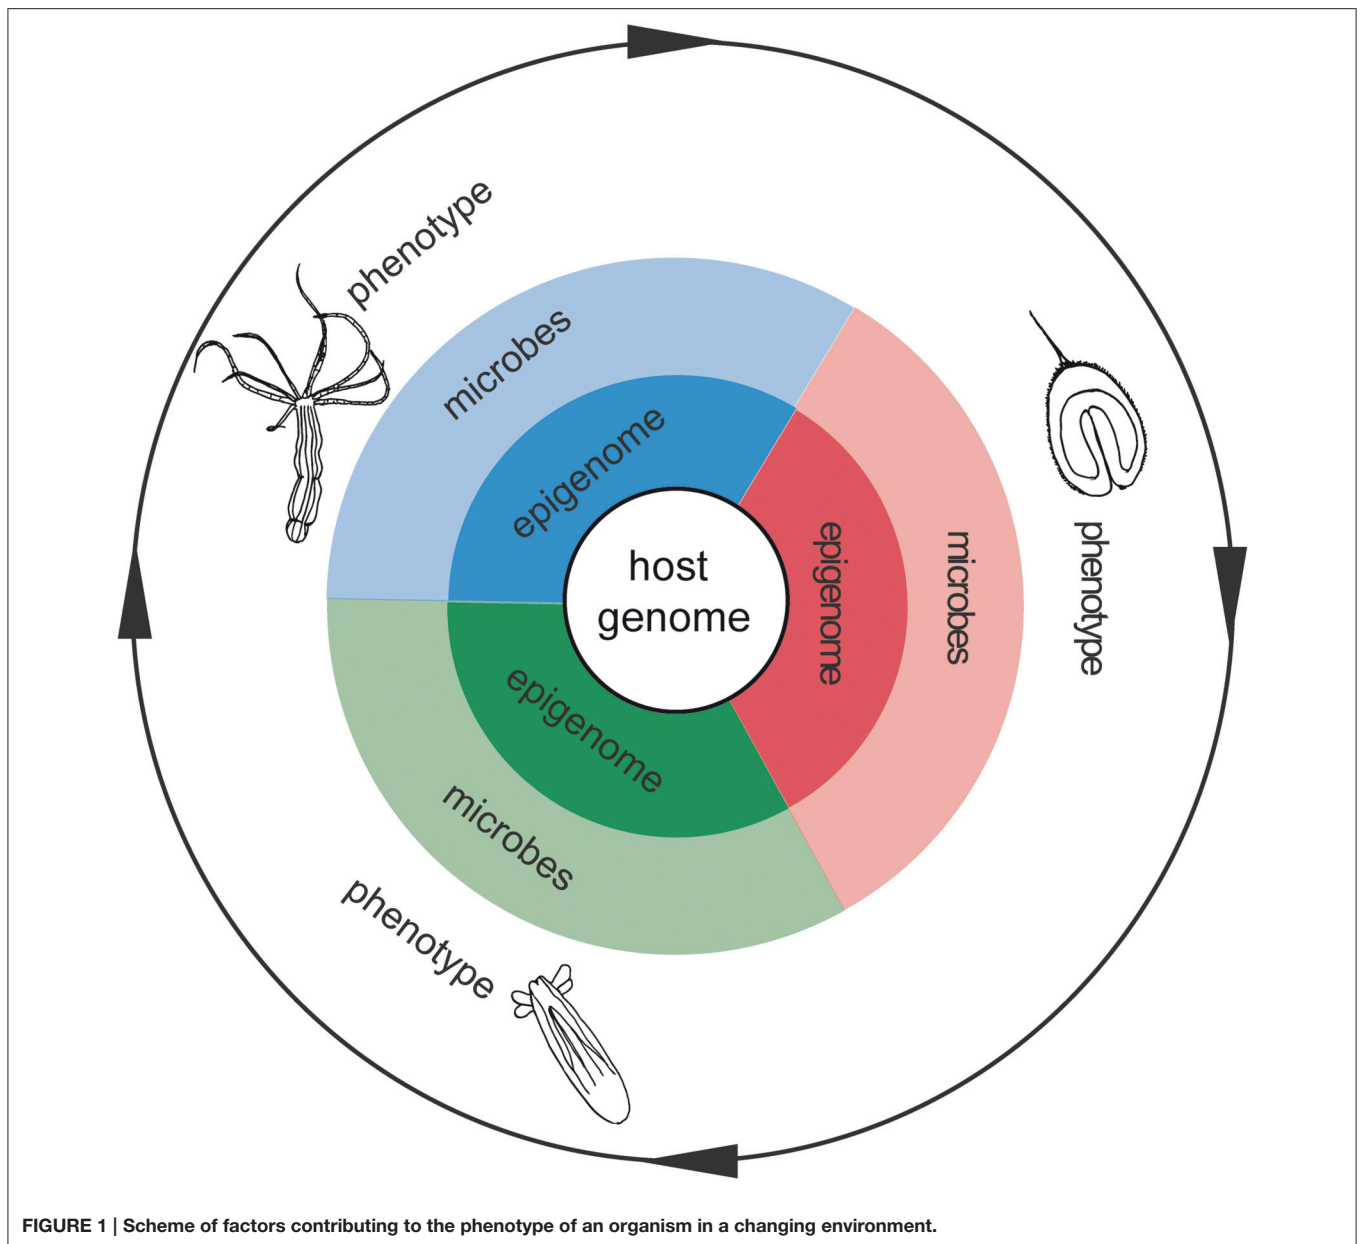 phenotype
microbes
epigenome
host
genome
epigenome
microbes
phenotype
epigenome
microbes
phenotype
FIGURE 1 | Scheme of factors contributing to the phenotype of an organism in a changing environment.